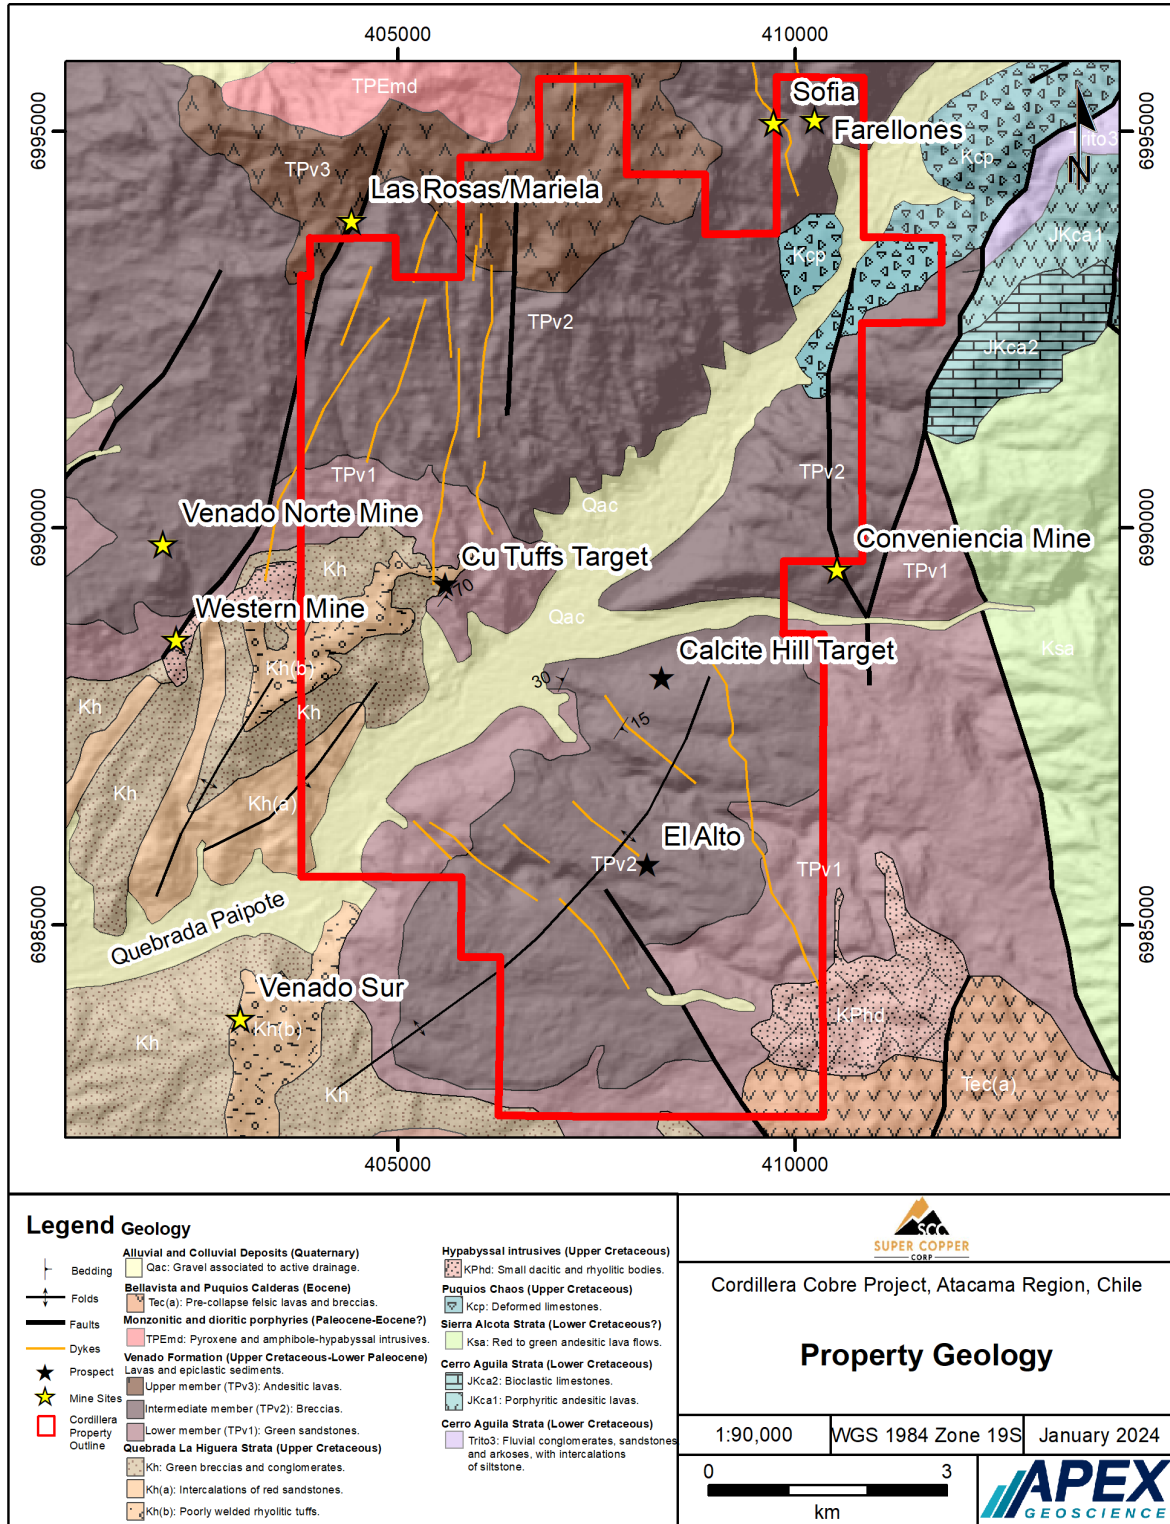 405000
410000
6995000
6995000
TPEmd
Sofia
Farellones
Trito3
Kcp
N
TPv3
Las Rosas/Mariela
JKca1
Kcp
TPv2
JKca2
TPv1
TPv2
Qac
6990000
6990000
Venado Norte Mine
Conveniencia Mine
Cu Tuffs Target
Kh
TPv1
70
Western Mine
Qac
Kh(b)
Calcite Hill Target
Ksa
30
Kh
Kh
15
Kh
Kh(a)
El Alto
TPv2
TPv1
Quebrada Paipote
6985000
6985000
Venado Sur
Kh(b)
Kh
KPhd
Kh
Tec(a)
405000
410000
Legend Geology
Bedding
Folds
Faults
Dykes
Prospect
Mine Sites
Cordillera
Property
Outline
Alluvial and Colluvial Deposits (Quaternary)
Qac: Gravel associated to active drainage.
Bellavista and Puquios Calderas (Eocene)
Tec(a): Pre-collapse felsic lavas and breccias.
Monzonitic and dioritic porphyries (Paleocene-Eocene?)
TPEmd: Pyroxene and amphibole-hypabyssal intrusives.
Venado Formation (Upper Cretaceous-Lower Paleocene)
Lavas and epiclastic sediments.
Upper member (TPv3): Andesitic lavas.
Intermediate member (TPv2): Breccias.
Lower member (TPv1): Green sandstones.
Quebrada La Higuera Strata (Upper Cretaceous)
Kh: Green breccias and conglomerates.
Kh(a): Intercalations of red sandstones.
Kh(b): Poorly welded rhyolitic tuffs.
Hypabyssal intrusives (Upper Cretaceous)
KPhd: Small dacitic and rhyolitic bodies.
Puquios Chaos (Upper Cretaceous)
Kcp: Deformed limestones.
Sierra Alcota Strata (Lower Cretaceous?)
Ksa: Red to green andesitic lava flows.
Cerro Aguila Strata (Lower Cretaceous)
JKca2: Bioclastic limestones.
JKca1: Porphyritic andesitic lavas.
Cerro Aguila Strata (Lower Cretaceous)
Trito3: Fluvial conglomerates, sandstones
and arkoses, with intercalations
of siltstone.
SCC
SUPER COPPER
CORP
Cordillera Cobre Project, Atacama Region, Chile
Property Geology
1:90,000
WGS 1984 Zone 19S
January 2024
0
3
km
APEX
GEOSCIENCE